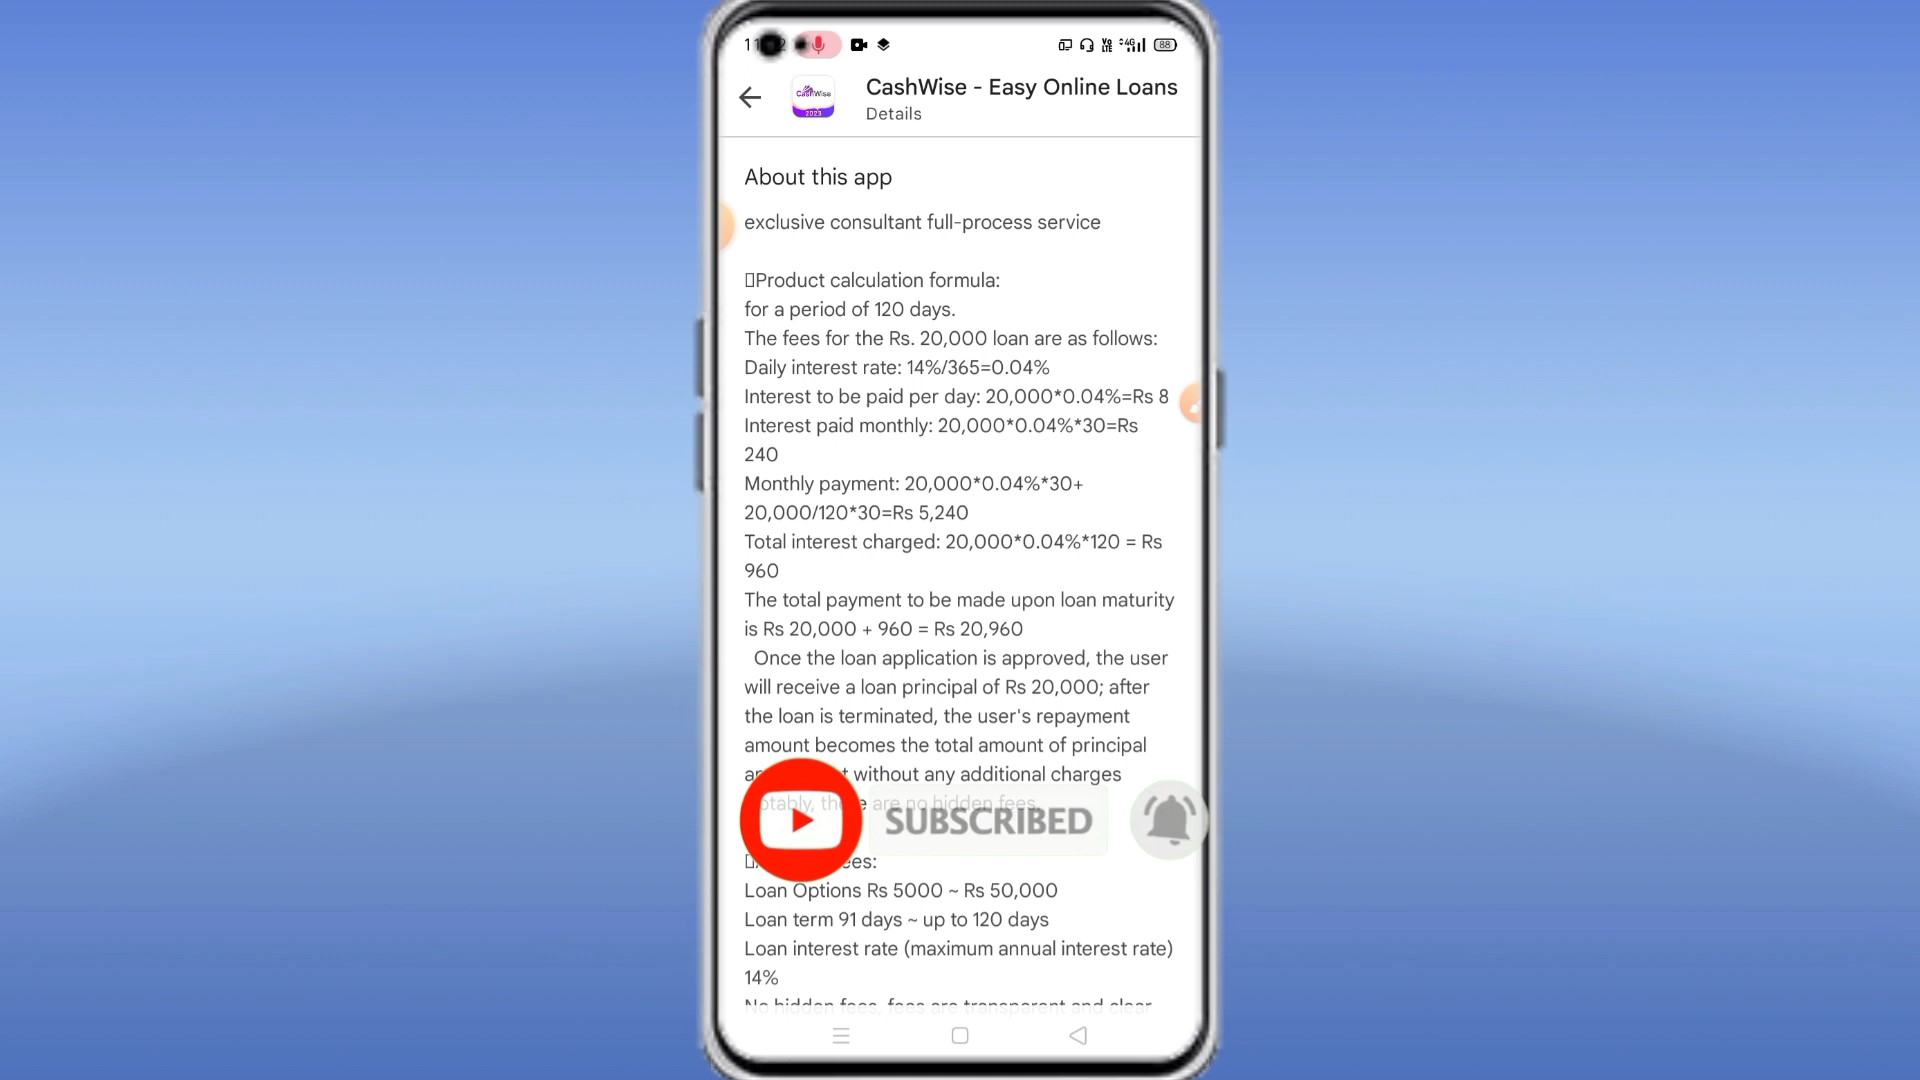 88
CashWise - Easy Online Loans
CashWise
2023
Details
About this app
exclusive consultant full-process service
Product calculation formula:
for a period of 120 days.
The fees for the Rs. 20,000 loan are as follows:
Daily interest rate: 14%/365=0.04%
Interest to be paid per day: 20,000*0.04%=Rs 8
Interest paid monthly: 20,000*0.04%*30=Rs
240
Monthly payment: 20,000*0.04%*30+
20,000/120*30=Rs 5,240
Total interest charged: 20,000*0.04%*120 = Rs
960
The total payment to be made upon loan maturity
is Rs 20,000 + 960 = Rs 20,960
Once the loan application is approved, the user
will receive a loan principal of Rs 20,000; after
the loan is terminated, the user's repayment
amount becomes the total amount of principal
without any additional charges
are no hidden fees.
SUBSCRIBED
Loan Options Rs 5000 ~ Rs 50,000
Loan term 91 days ~ up to 120 days
Loan interest rate (maximum annual interest rate)
14%
No hidden fees, fees are transparent and clear